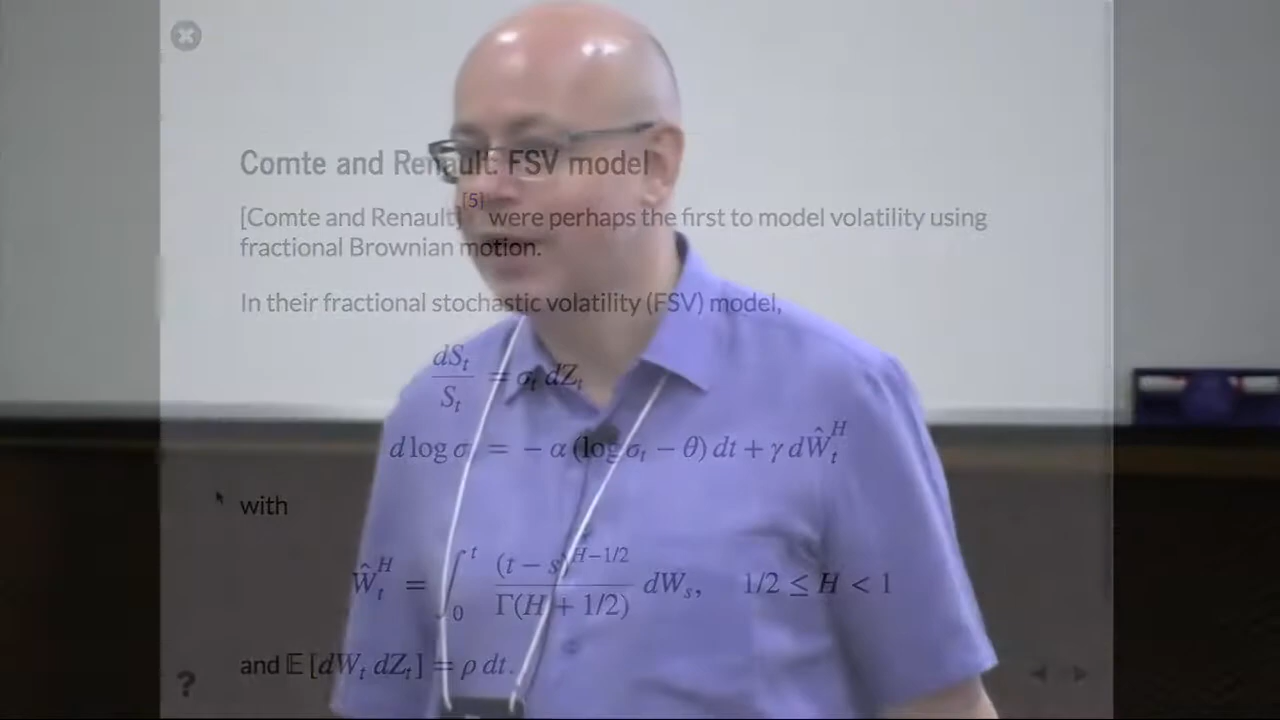 Comte and Renault: FSV model
[Comte and Renault][5] were perhaps the first to model volatility using
fractional Brownian motion.
In their fractional stochastic volatility (FSV) model,
dS_t / S_t = σ_t dZ_t
d log σ_t = − α (log σ_t − θ) dt + γ dŴ_t^H
with
Ŵ_t^H = ∫_0^t (t − s)^{H−1/2} / Γ(H + 1/2) dW_s, 1/2 ≤ H < 1
and 𝔼 [dW_t dZ_t] = ρ dt.
?